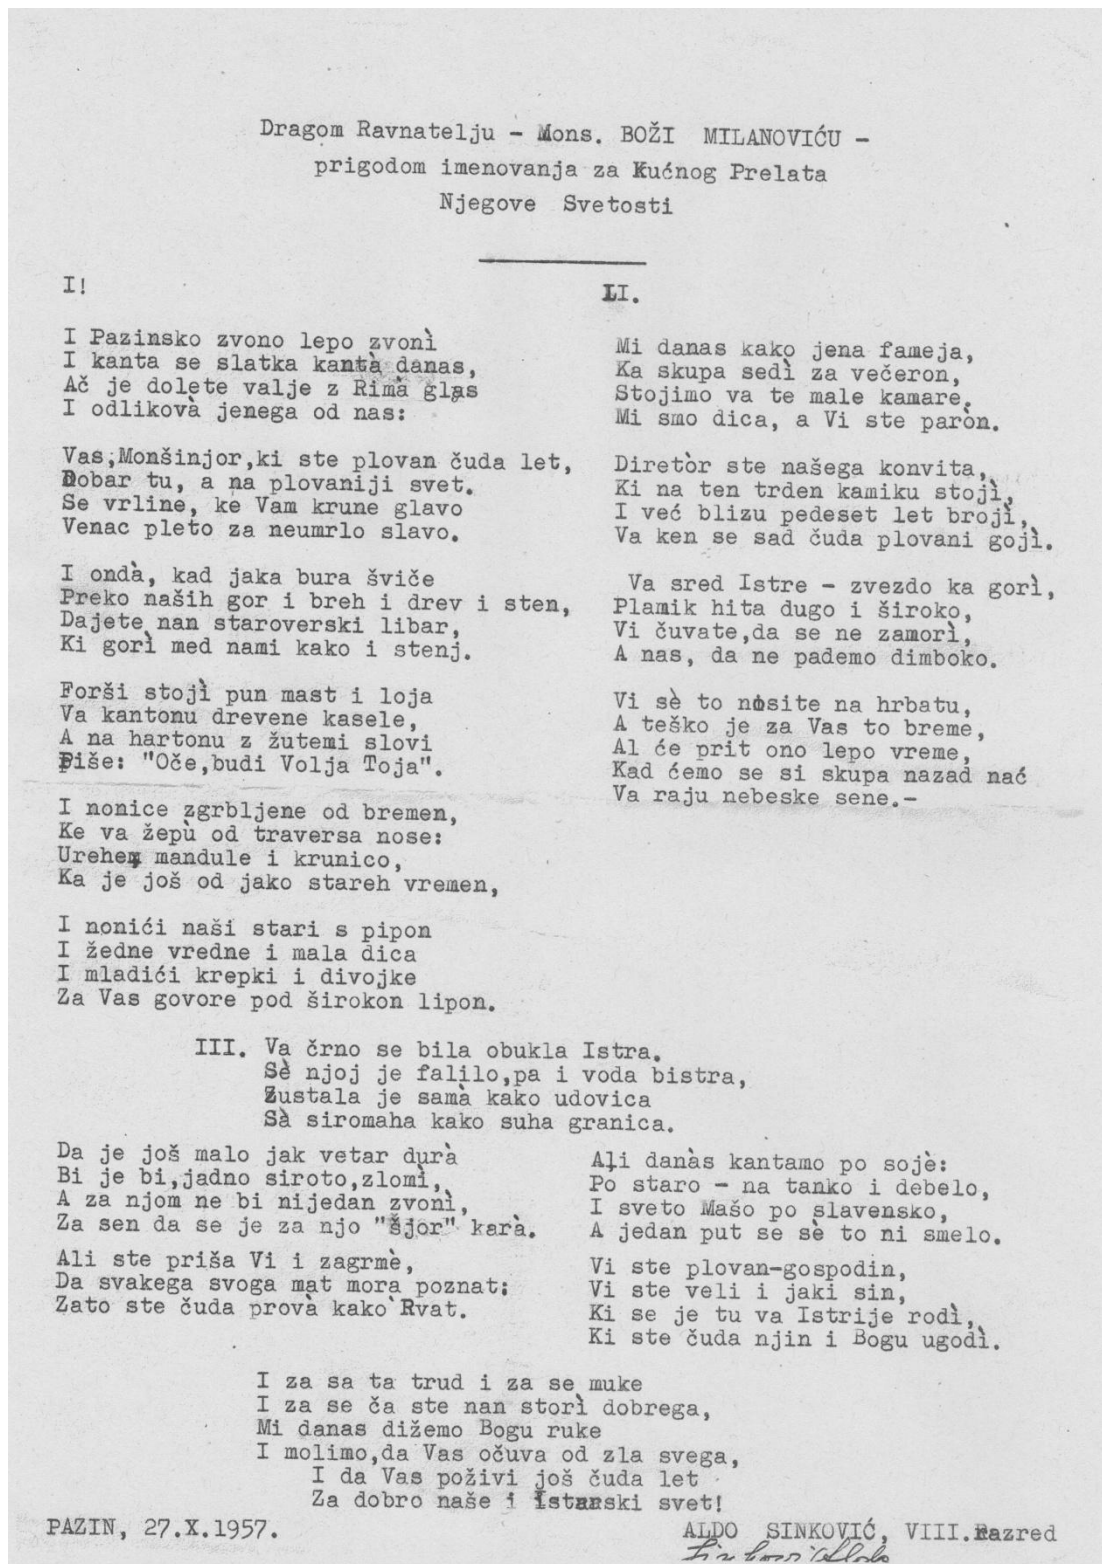 Dragom Ravnatelju - Mons. BOŽI MILANOVIĆU -
prigodom imenovanja za Kućnog Prelata
Njegove Svetosti
I!
I Pazinsko zvono lepo zvonì
I kanta se slatka kantà danas,
Ač je dolete valje z Rimà glas
I odlikovà jenega od nas:
Vas,Monšinjor,ki ste plovan čuda let,
Dobar tu, a na plovaniji svet.
Se vrline, ke Vam krune glavo
Venac pleto za neumrlo slavo.
I ondà, kad jaka bura šviče
Preko naših gor i breh i drev i sten,
Dajete nan staroverski libar,
Ki gorì med nami kako i stenj.
Forši stojì pun mast i loja
Va kantonu drevene kasele,
A na hartonu z žutemi slovi
Piše: "Oče,budi Volja Toja".
I nonice zgrbljene od bremen,
Ke va žepù od traversa nose:
Urehem mandule i krunico,
Ka je još od jako stareh vremen,
I nonići naši stari s pipon
I žedne vredne i mala dica
I mladići krepki i divojke
Za Vas govore pod širokon lipon.
II.
Mi danas kako jena fameja,
Ka skupa sedì za večeron,
Stojimo va te male kamare.
Mi smo dica, a Vi ste paròn.
Diretòr ste našega konvita,
Ki na ten trden kamiku stojì,
I već blizu pedeset let brojì,
Va ken se sad čuda plovani gojì.
Va sred Istre - zvezdo ka gorì,
Plamik hita dugo i široko,
Vi čuvate,da se ne zamorì,
A nas, da ne pademo dimboko.
Vi sè to nosite na hrbatu,
A teško je za Vas to breme,
Al će prit ono lepo vreme,
Kad ćemo se si skupa nazad nać
Va raju nebeske sene.-
III. Va črno se bila obukla Istra.
Sè njoj je falilo,pa i voda bistra,
Zustala je samà kako udovica
Sà siromaha kako suha granica.
Da je još malo jak vetar durà
Bi je bi,jadno siroto,zlomì,
A za njom ne bi nijedan zvonì,
Za sen da se je za njo "šjor" karà.
Ali ste priša Vi i zagrmè,
Da svakega svoga mat mora poznat:
Zato ste čuda provà kako Rvat.
Ali danàs kantamo po sojè:
Po staro - na tanko i debelo,
I sveto Mašo po slavensko,
A jedan put se sè to ni smelo.
Vi ste plovan-gospodin,
Vi ste veli i jaki sin,
Ki se je tu va Istrije rodì,
Ki ste čuda njin i Bogu ugodì.
I za sa ta trud i za se muke
I za se ča ste nan storì dobrega,
Mi danas dižemo Bogu ruke
I molimo,da Vas očuva od zla svega,
I da Vas poživi još čuda let
Za dobro naše i Istarski svet!
PAZIN, 27.X.1957.
ALDO SINKOVIĆ, VIII.Razred
Sinković Aldo